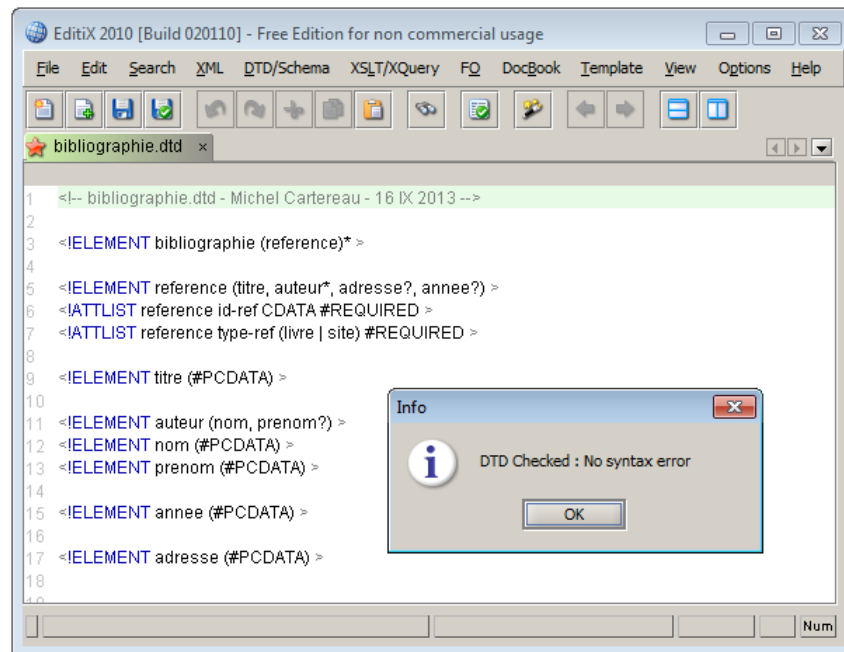 EditiX 2010 [Build 020110] - Free Edition for non commercial usage
File Edit Search XML DTD/Schema XSLT/XQuery FO DocBook Template View Options Help
bibliographie.dtd ×
1 <!-- bibliographie.dtd - Michel Cartereau - 16 IX 2013 -->
2
3 <!ELEMENT bibliographie (reference)* >
4
5 <!ELEMENT reference (titre, auteur*, adresse?, annee?) >
6 <!ATTLIST reference id-ref CDATA #REQUIRED >
7 <!ATTLIST reference type-ref (livre | site) #REQUIRED >
8
9 <!ELEMENT titre (#PCDATA) >
10
11 <!ELEMENT auteur (nom, prenom?) >
12 <!ELEMENT nom (#PCDATA) >
13 <!ELEMENT prenom (#PCDATA) >
14
15 <!ELEMENT annee (#PCDATA) >
16
17 <!ELEMENT adresse (#PCDATA) >
18
Info
DTD Checked : No syntax error
OK
Num